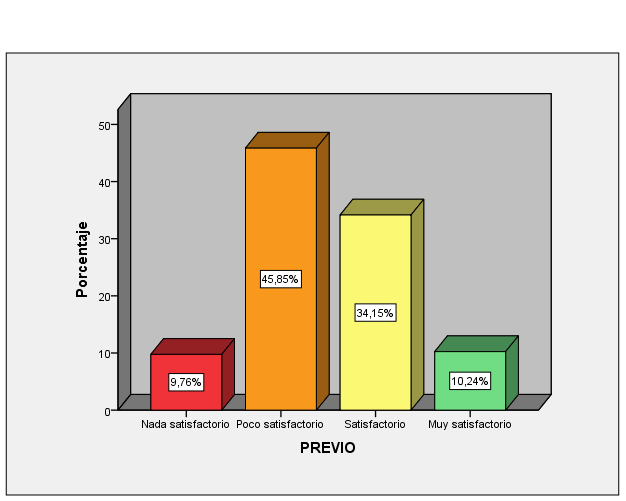 50
40
30
20
10
0
Porcentaje
9,76%
45,85%
34,15%
10,24%
Nada satisfactorio
Poco satisfactorio
Satisfactorio
Muy satisfactorio
PREVIO